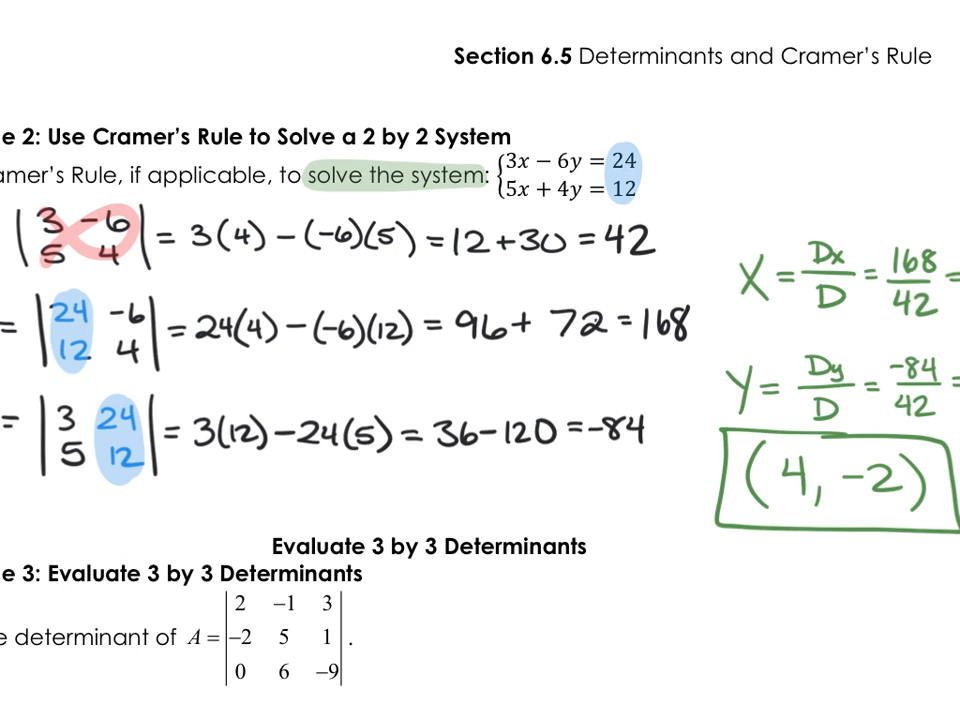 Section 6.5 Determinants and Cramer's Rule
e 2: Use Cramer's Rule to Solve a 2 by 2 System
amer's Rule, if applicable, to solve the system: {3x − 6y = 24
5x + 4y = 12
|3 −6
5 4| = 3(4) − (−6)(5) = 12 + 30 = 42
= |24 −6
12 4| = 24(4) − (−6)(12) = 96 + 72 = 168
= |3 24
5 12| = 3(12) − 24(5) = 36 − 120 = −84
X = Dx/D = 168/42 =
Y = Dy/D = −84/42 =
(4, −2)
Evaluate 3 by 3 Determinants
e 3: Evaluate 3 by 3 Determinants
e determinant of A = |2 −1 3
−2 5 1
0 6 −9| .